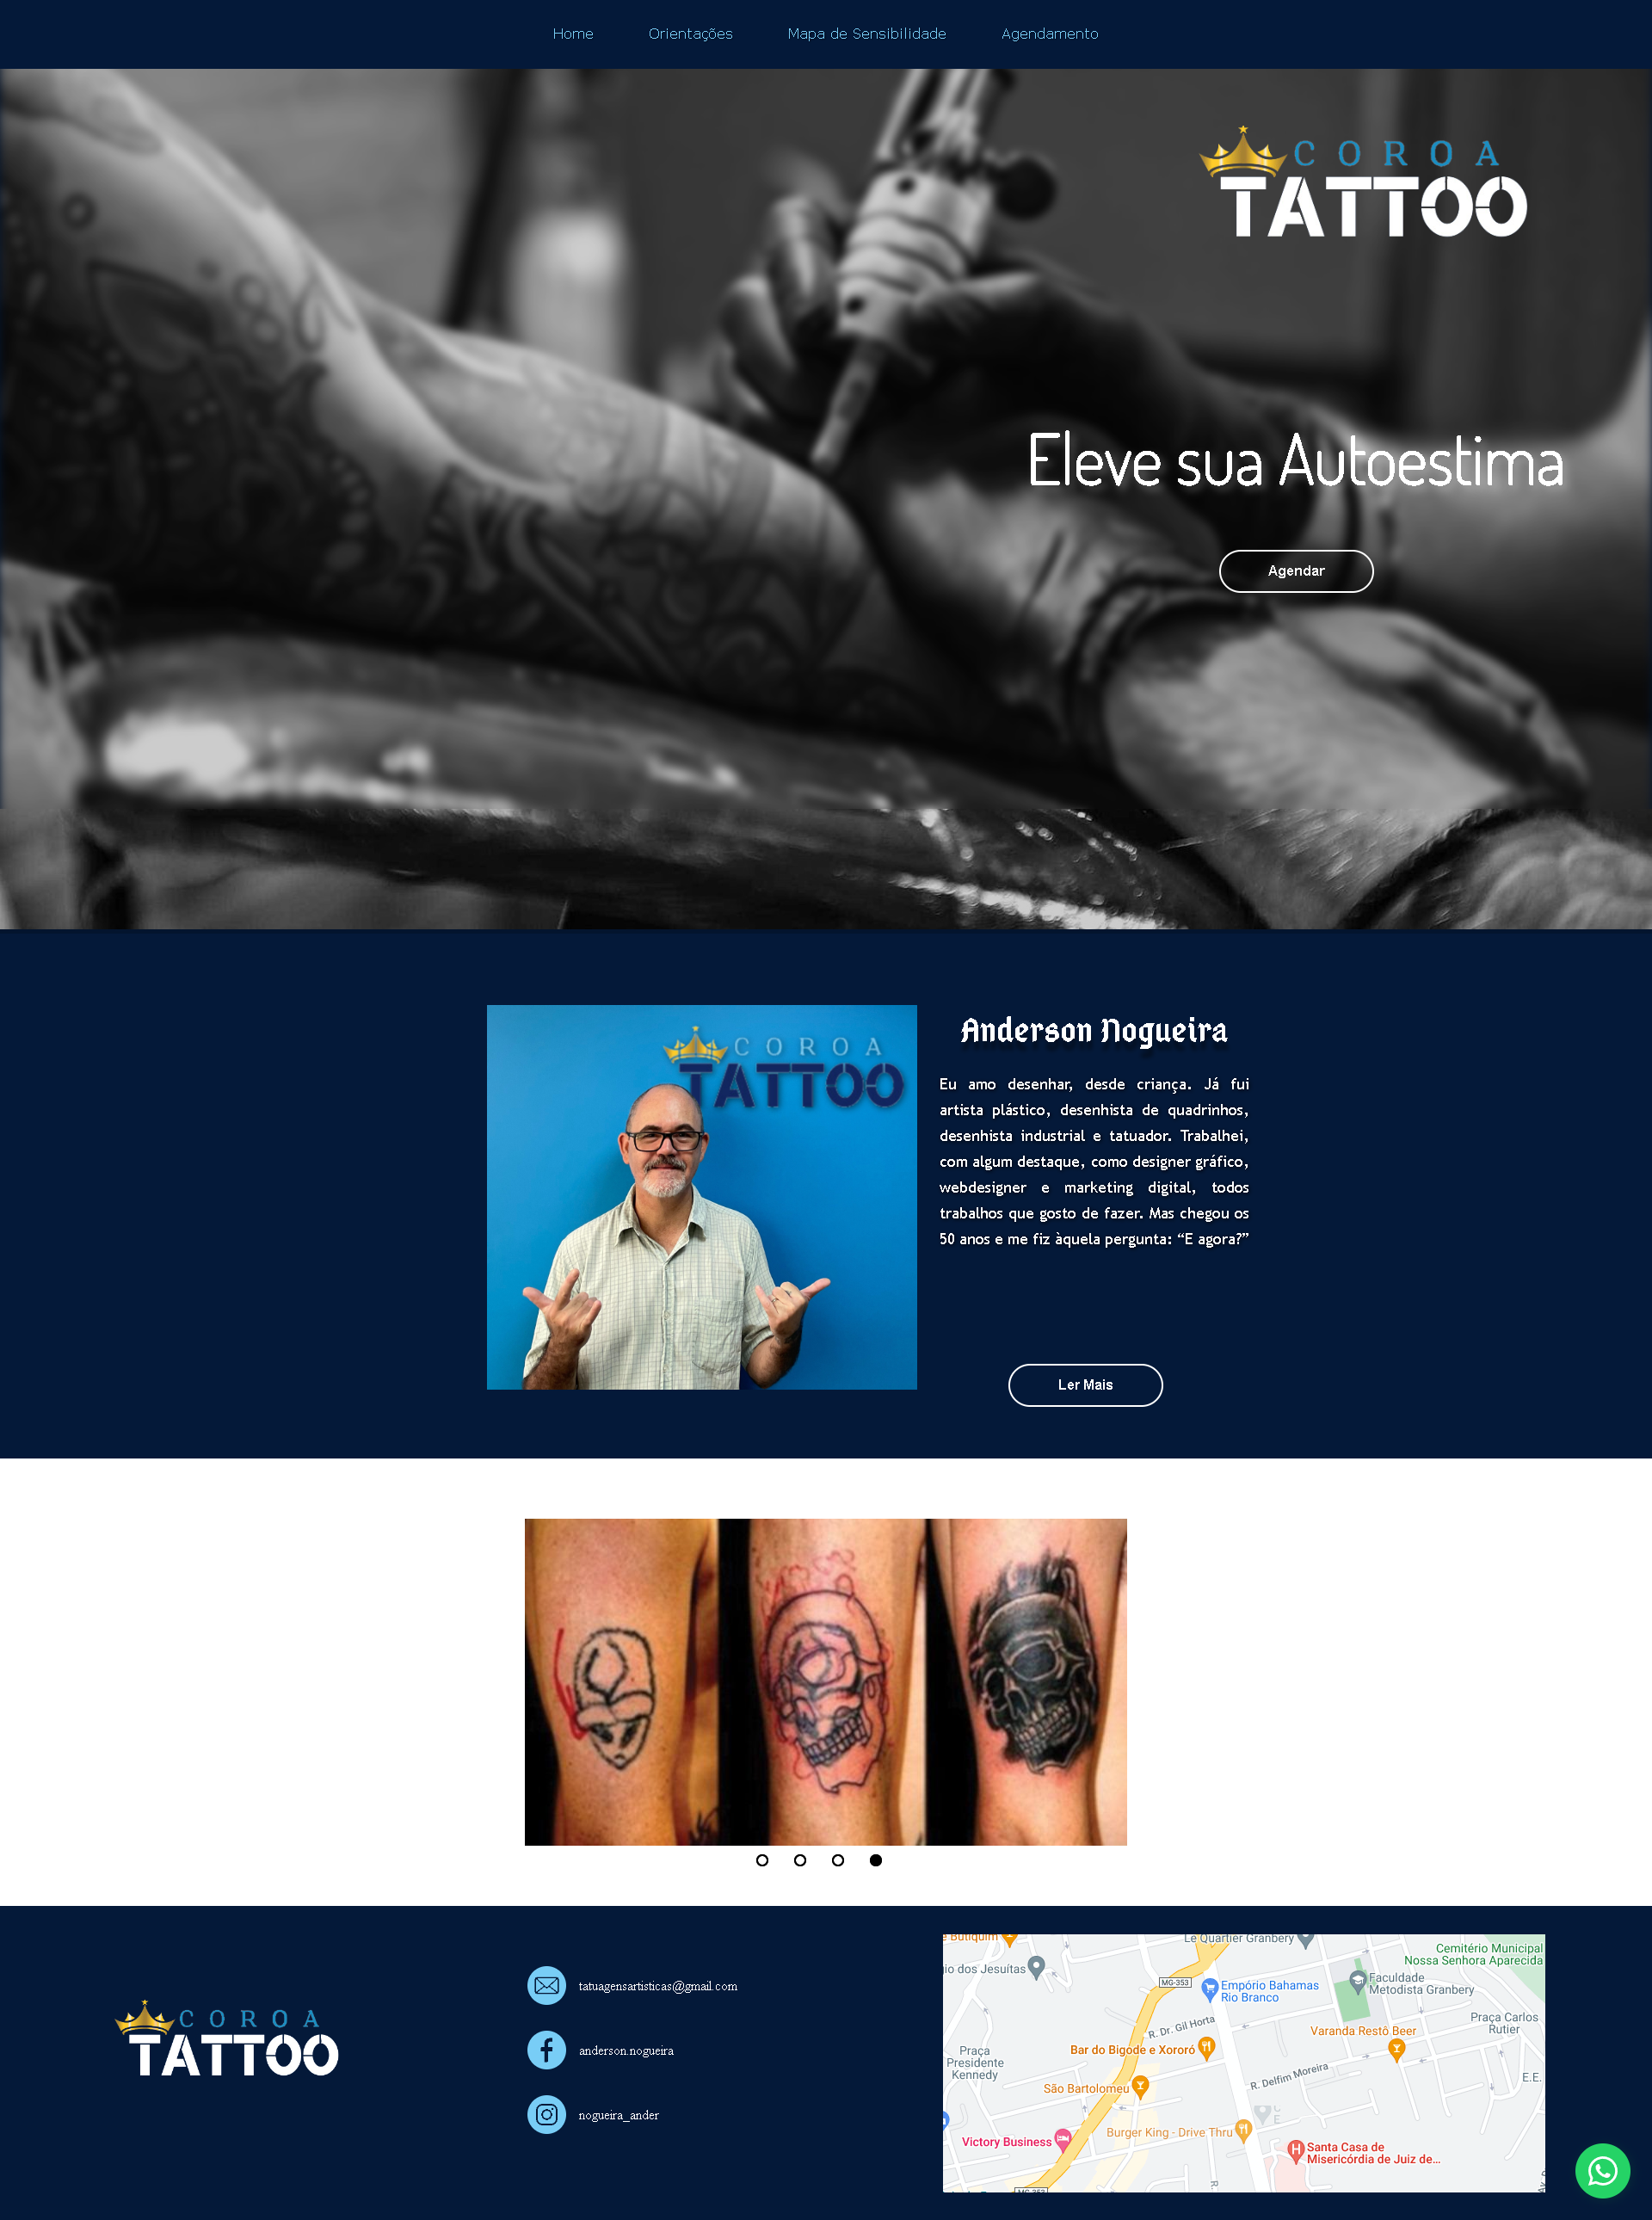 Home Orientações Mapa de Sensibilidade Agendamento
COROA
TATTOO
Eleve sua Autoestima
Agendar
COROA
TATTOO
Anderson Nogueira
Eu amo desenhar, desde criança. Já fui
artista plástico, desenhista de quadrinhos,
desenhista industrial e tatuador. Trabalhei,
com algum destaque, como designer gráfico,
webdesigner e marketing digital, todos
trabalhos que gosto de fazer. Mas chegou os
50 anos e me fiz àquela pergunta: “E agora?”
Ler Mais
COROA
TATTOO
tatuagensartisticas@gmail.com
anderson.nogueira
nogueira_ander
Le Quartier Granbery
Cemitério Municipal
Nossa Senhora Aparecida
io dos Jesuítas
MG-353
Empório Bahamas
Rio Branco
Faculdade
Metodista Granbery
Praça Carlos
Rutier
R. Dr. Gil Horta
Varanda Restô Beer
Bar do Bigode e Xororó
Praça
Presidente
Kennedy
São Bartolomeu
R. Delfim Moreira
E.E.
Burger King - Drive Thru
Victory Business
Santa Casa de
Misericórdia de Juiz de...
R.